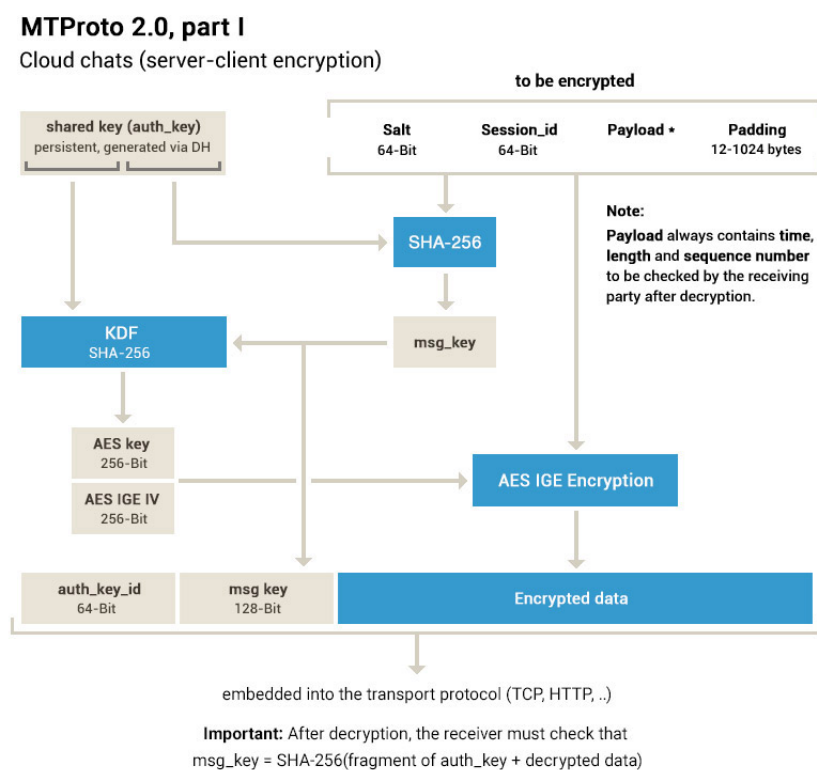 MTProto 2.0, part I
Cloud chats (server-client encryption)
to be encrypted
shared key (auth_key)
persistent, generated via DH
Salt
64-Bit
Session_id
64-Bit
Payload *
Padding
12-1024 bytes
Note:
Payload always contains time,
length and sequence number
to be checked by the receiving
party after decryption.
SHA-256
KDF
SHA-256
msg_key
AES key
256-Bit
AES IGE IV
256-Bit
AES IGE Encryption
auth_key_id
64-Bit
msg key
128-Bit
Encrypted data
embedded into the transport protocol (TCP, HTTP, ..)
Important: After decryption, the receiver must check that
msg_key = SHA-256(fragment of auth_key + decrypted data)